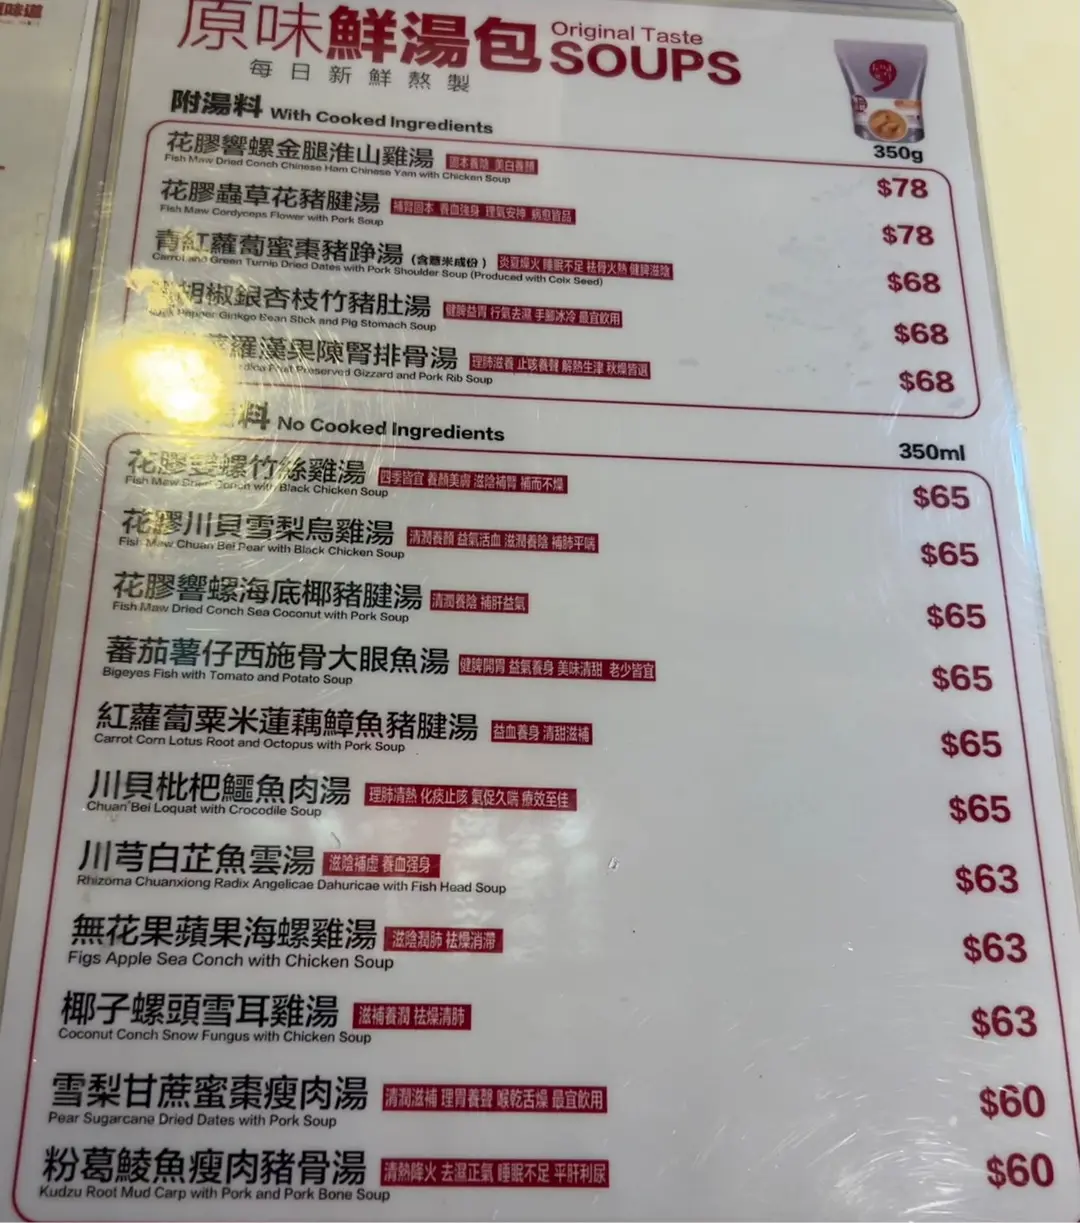 原味鮮湯包 Original Taste SOUPS
每日新鮮熬製
附湯料 With Cooked Ingredients
350g
花膠響螺金腿淮山雞湯 固本養陰 美白養顏
Fish Maw Dried Conch Chinese Ham Chinese Yam with Chicken Soup
$78
花膠蟲草花豬腱湯 補腎固本 養血強身 理氣安神 病愈皆品
Fish Maw Cordyceps Flower with Pork Soup
$78
青紅蘿蔔蜜棗豬踭湯 (含薏米成份) 炎夏燥火 睡眠不足 祛骨火熱 健脾滋陰
Carrot and Green Turnip Dried Dates with Pork Shoulder Soup (Produced with Coix Seed)
$68
胡椒銀杏枝竹豬肚湯 健脾益胃 行氣去濕 手腳冰冷 最宜飲用
Pepper Ginkgo Bean Stick and Pig Stomach Soup
$68
羅漢果陳腎排骨湯 理肺滋養 止咳養聲 解熱生津 秋燥皆選
Fruit Preserved Gizzard and Pork Rib Soup
$68
料 No Cooked Ingredients
350ml
花膠響螺竹絲雞湯 四季皆宜 養顏美膚 滋陰補腎 補而不燥
Fish Maw Dried Conch with Black Chicken Soup
$65
花膠川貝雪梨烏雞湯 清潤養顏 益氣活血 滋潤養陰 補肺平喘
Fish Maw Chuan Bei Pear with Black Chicken Soup
$65
花膠響螺海底椰豬腱湯 清潤養陰 補肝益氣
Fish Maw Dried Conch Sea Coconut with Pork Soup
$65
蕃茄薯仔西施骨大眼魚湯 健脾開胃 益氣養身 美味清甜 老少皆宜
Bigeyes Fish with Tomato and Potato Soup
$65
紅蘿蔔粟米蓮藕鱆魚豬腱湯 益血養身 清甜滋補
Carrot Corn Lotus Root and Octopus with Pork Soup
$65
川貝枇杷鱷魚肉湯 理肺清熱 化痰止咳 氣促久喘 療效至佳
Chuan Bei Loquat with Crocodile Soup
$65
川芎白芷魚雲湯 滋陰補虛 養血强身
Rhizoma Chuanxiong Radix Angelicae Dahuricae with Fish Head Soup
$63
無花果蘋果海螺雞湯 滋陰潤肺 祛燥消滯
Figs Apple Sea Conch with Chicken Soup
$63
椰子螺頭雪耳雞湯 滋補養潤 祛燥清肺
Coconut Conch Snow Fungus with Chicken Soup
$63
雪梨甘蔗蜜棗瘦肉湯 清潤滋補 理胃養聲 喉乾舌燥 最宜飲用
Pear Sugarcane Dried Dates with Pork Soup
$60
粉葛鯪魚瘦肉豬骨湯 清熱降火 去濕正氣 睡眠不足 平肝利尿
Kudzu Root Mud Carp with Pork and Pork Bone Soup
$60